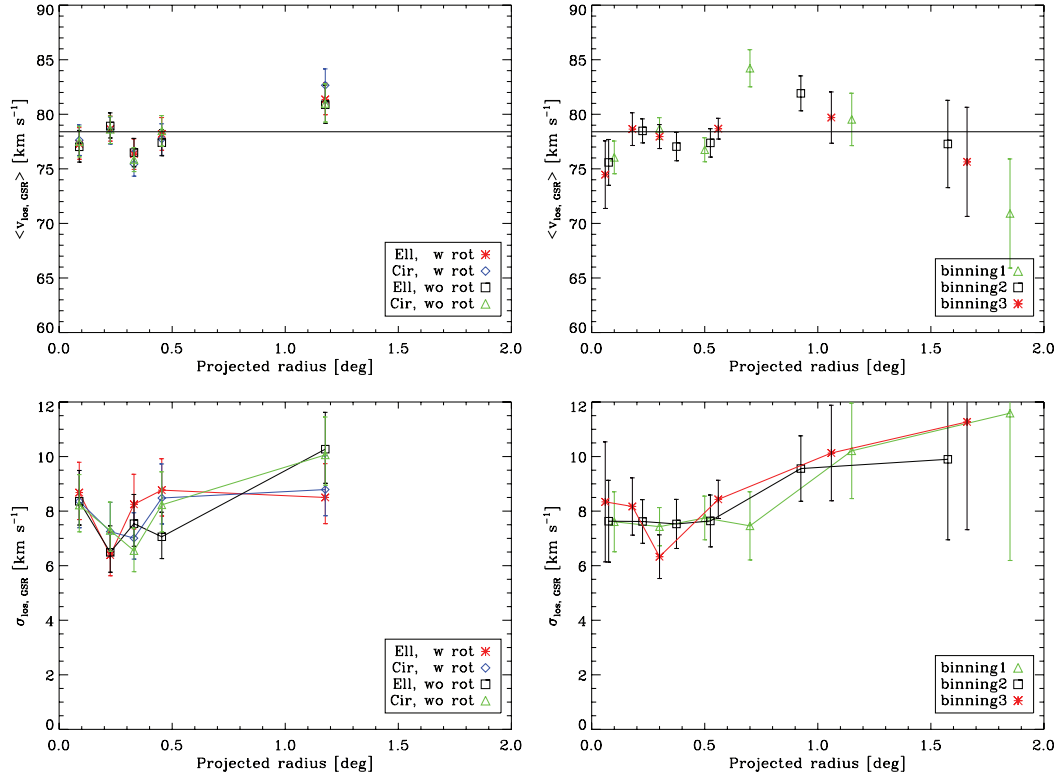 90
85
80
75
70
65
60
<v los, GSR> [km s⁻¹]
Ell, w rot
Cir, w rot
Ell, wo rot
Cir, wo rot
0.0 0.5 1.0 1.5 2.0
Projected radius [deg]
90
85
80
75
70
65
60
<v los, GSR> [km s⁻¹]
binning1
binning2
binning3
0.0 0.5 1.0 1.5 2.0
Projected radius [deg]
12
10
8
6
4
2
0
σ los, GSR [km s⁻¹]
Ell, w rot
Cir, w rot
Ell, wo rot
Cir, wo rot
0.0 0.5 1.0 1.5 2.0
Projected radius [deg]
12
10
8
6
4
2
0
σ los, GSR [km s⁻¹]
binning1
binning2
binning3
0.0 0.5 1.0 1.5 2.0
Projected radius [deg]